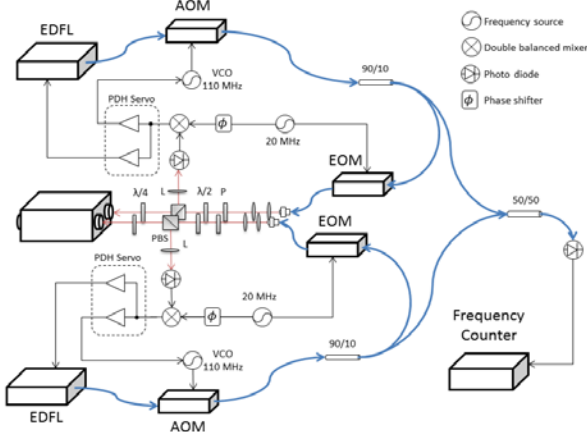 AOM
EDFL
Frequency source
Double balanced mixer
Photo diode
ϕ Phase shifter
VCO
110 MHz
90/10
PDH Servo
ϕ
20 MHz
EOM
λ/4
L
λ/2
P
50/50
EOM
PBS
L
PDH Servo
20 MHz
ϕ
Frequency
Counter
90/10
VCO
110 MHz
EDFL
AOM